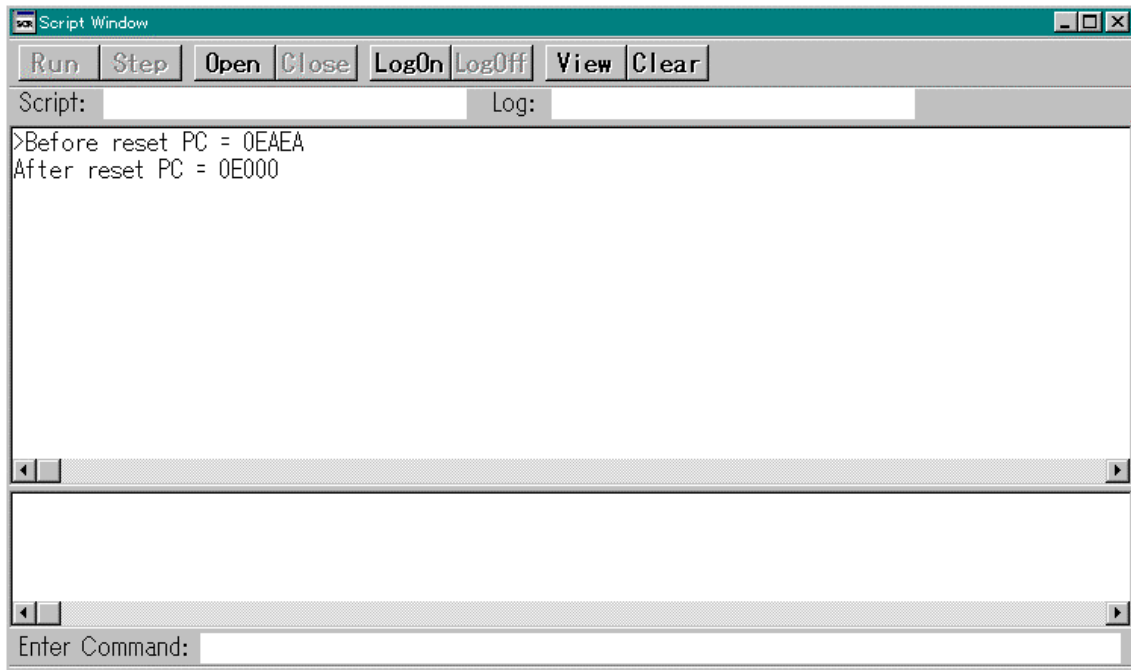 SCR Script Window
Run Step Open Close LogOn LogOff View Clear
Script: Log:
>Before reset PC = 0EAEA
After reset PC = 0E000
Enter Command: